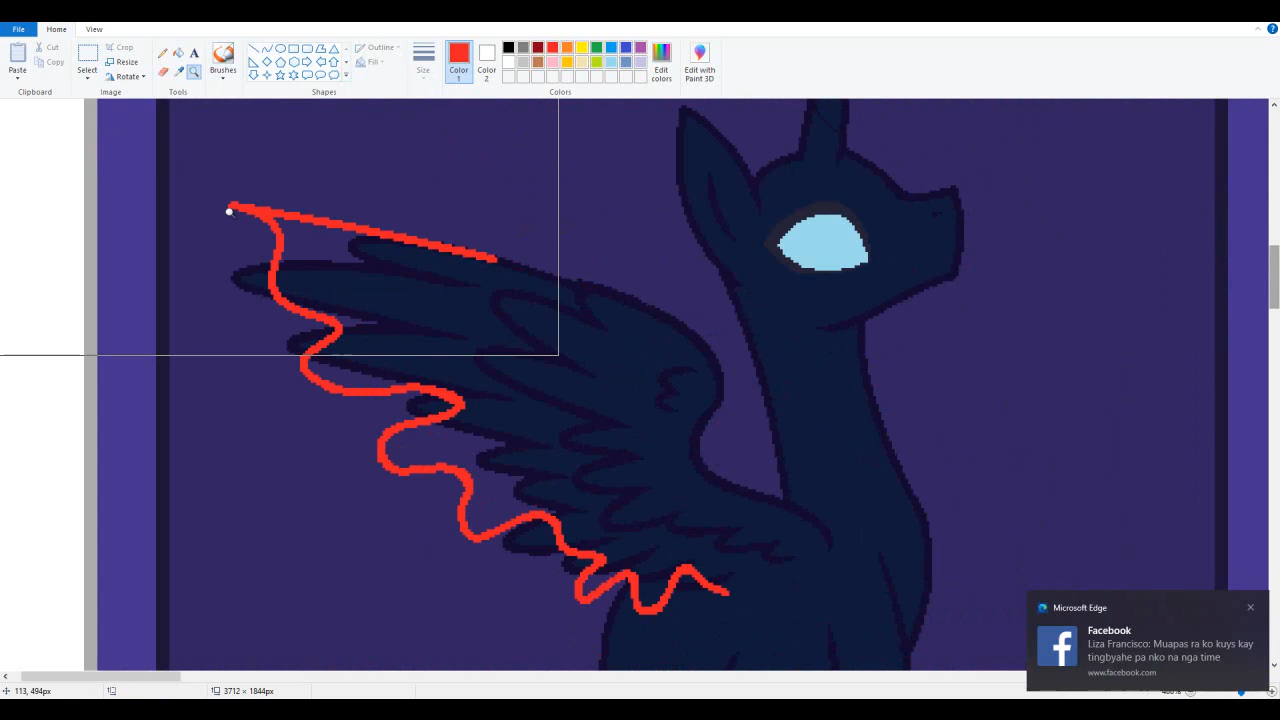 File Home View
Paste
Cut
Copy
Clipboard
Select
Crop
Resize
Rotate
Image
A
Tools
Brushes
Outline
Fill
Shapes
Size
Color
1
Color
2
Edit
colors
Colors
Edit with
Paint 3D
Microsoft Edge
Facebook
Liza Francisco: Muapas ra ko kuys kay
tingbyahe pa nko na nga time
www.facebook.com
113, 494px
3712 × 1844px